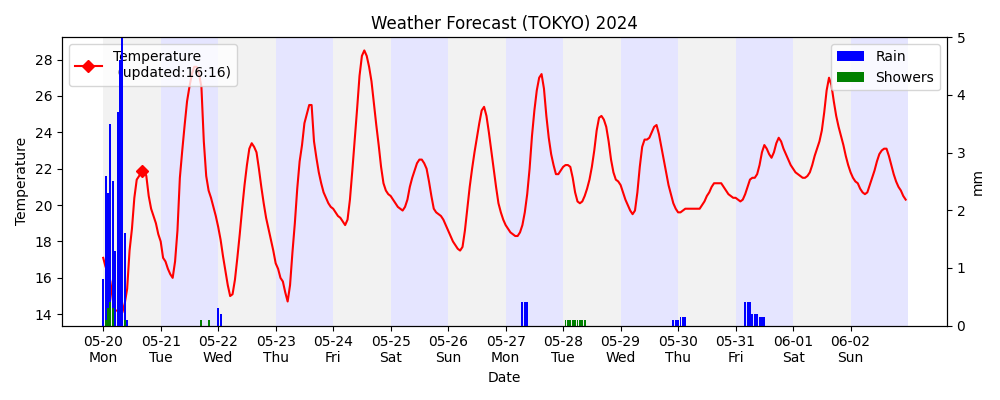 Weather Forecast (TOKYO) 2024
Temperature
(updated:16:16)
Rain
Showers
Temperature
28
26
24
22
20
18
16
14
5
4
3
2
1
0
mm
05-20 05-21 05-22 05-23 05-24 05-25 05-26 05-27 05-28 05-29 05-30 05-31 06-01 06-02
Mon Tue Wed Thu Fri Sat Sun Mon Tue Wed Thu Fri Sat Sun
Date